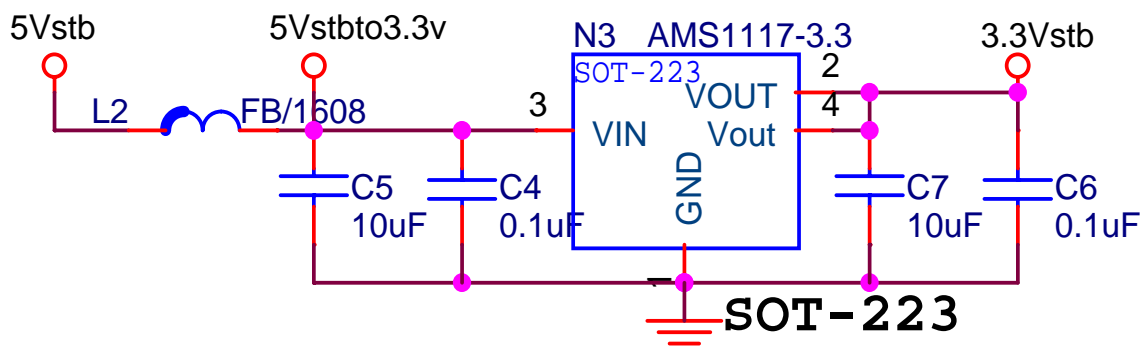 5Vstb
5Vstbto3.3v
N3 AMS1117-3.3
3.3Vstb
SOT-223
2
L2
FB/1608
3
VOUT
4
VIN
Vout
GND
C5
10uF
C4
0.1uF
C7
10uF
C6
0.1uF
1
SOT-223